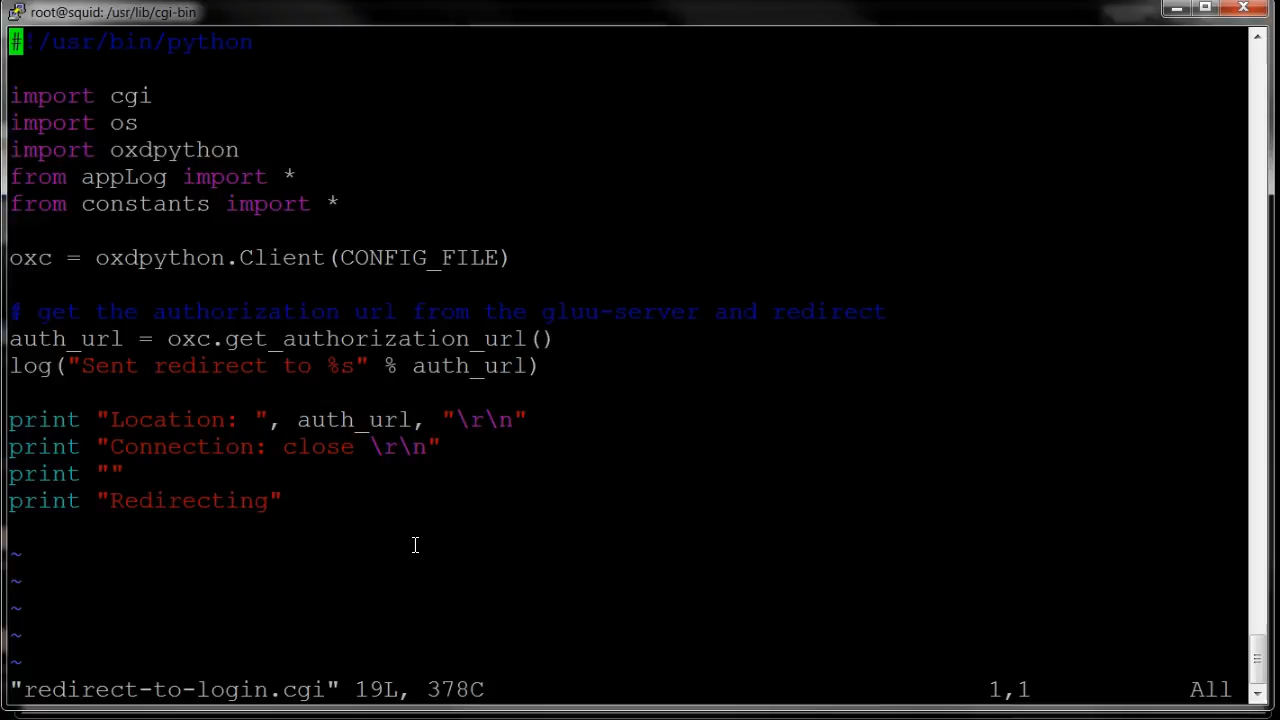 root@squid: /usr/lib/cgi-bin
#!/usr/bin/python
import cgi
import os
import oxdpython
from appLog import *
from constants import *
oxc = oxdpython.Client(CONFIG_FILE)
# get the authorization url from the gluu-server and redirect
auth_url = oxc.get_authorization_url()
log("Sent redirect to %s" % auth_url)
print "Location: ", auth_url, "\r\n"
print "Connection: close \r\n"
print ""
print "Redirecting"
~
~
~
~
~
"redirect-to-login.cgi" 19L, 378C 1,1 All